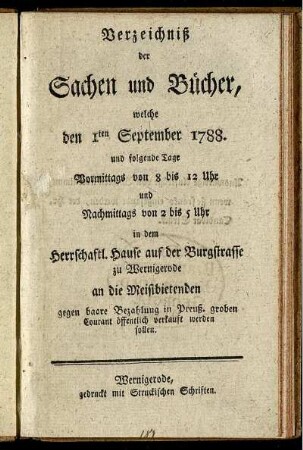 Verzeichniß
der
Sachen und Bücher,
welche
den 1ten September 1788.
und folgende Tage
Vormittags von 8 bis 12 Uhr
und
Nachmittags von 2 bis 5 Uhr
in dem
Herrschaftl. Hause auf der Burgstrasse
zu Wernigerode
an die Meistbietenden
gegen baare Bezahlung in Preuß. groben
Courant öffentlich verkauft werden
sollen.
Wernigerode,
gedruckt mit Struckischen Schriften.